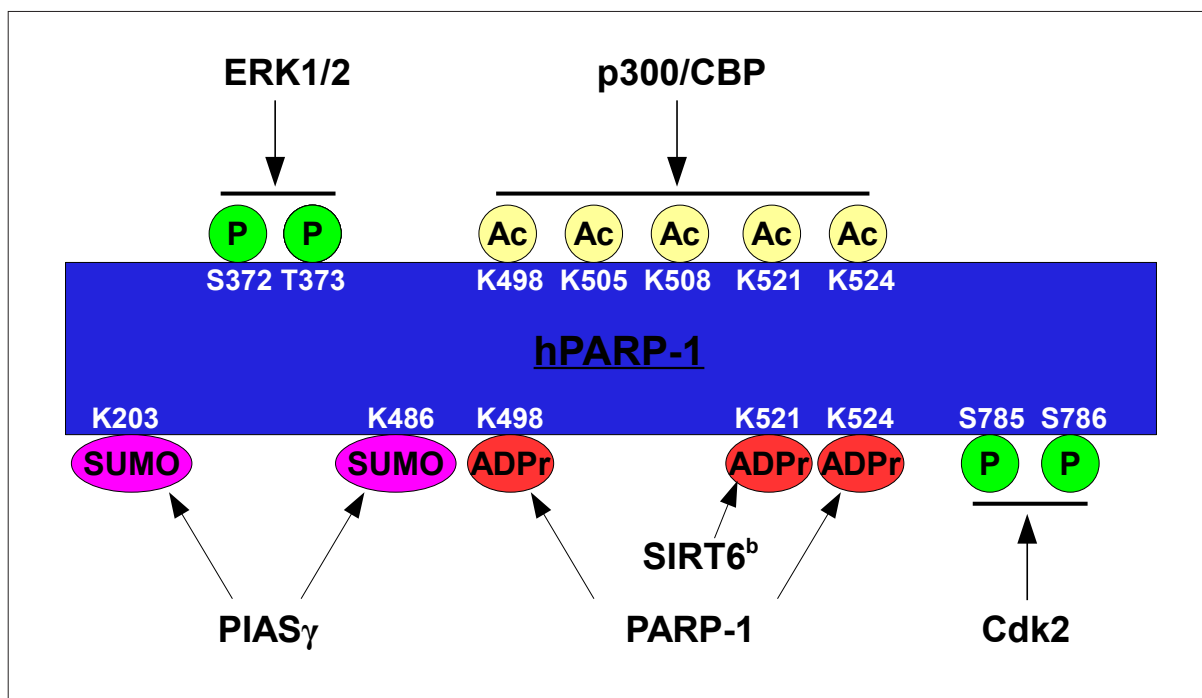 ERK1/2 p300/CBP
P P Ac Ac Ac Ac Ac
S372 T373 K498 K505 K508 K521 K524
hPARP-1
K203 K486 K498 K521 K524 S785 S786
SUMO SUMO ADPr ADPr ADPr P P
SIRT6ᵇ
PIASγ PARP-1 Cdk2